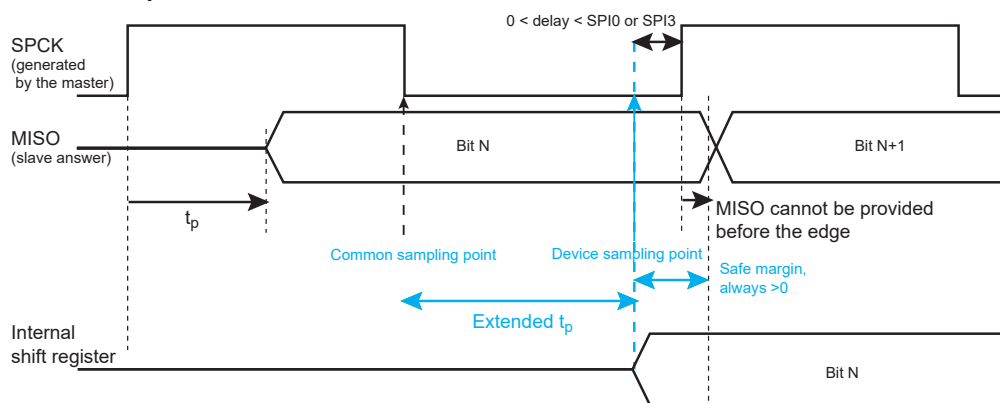 0 < delay < SPI0 or SPI3
SPCK
(generated
by the master)
MISO
(slave answer)
Bit N
Bit N+1
tp
MISO cannot be provided
before the edge
Common sampling point
Device sampling point
Safe margin,
always >0
Extended tp
Internal
shift register
Bit N